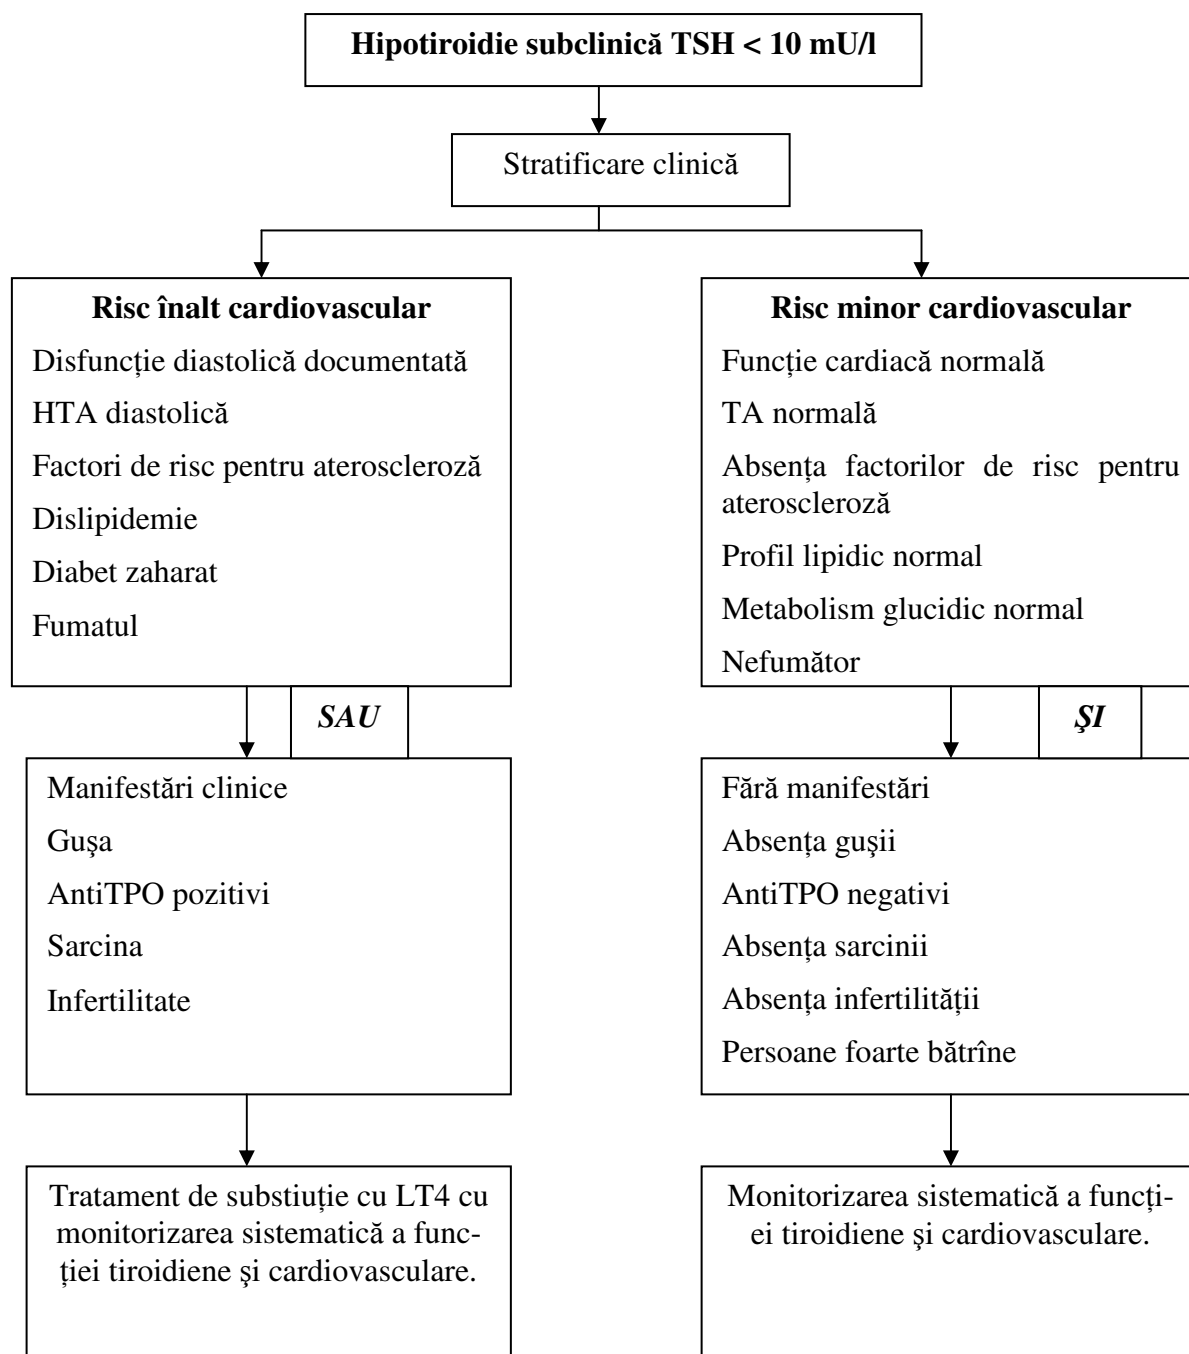 Hipotiroidie subclinică TSH < 10 mU/l
Stratificare clinică
Risc înalt cardiovascular
Disfuncție diastolică documentată
HTA diastolică
Factori de risc pentru ateroscleroză
Dislipidemie
Diabet zaharat
Fumatul
Risc minor cardiovascular
Funcție cardiacă normală
TA normală
Absența factorilor de risc pentru
ateroscleroză
Profil lipidic normal
Metabolism glucidic normal
Nefumător
SAU
ŞI
Manifestări clinice
Guşa
AntiTPO pozitivi
Sarcina
Infertilitate
Fără manifestări
Absența guşii
AntiTPO negativi
Absența sarcinii
Absența infertilității
Persoane foarte bătrîne
Tratament de substiuție cu LT4 cu
monitorizarea sistematică a func-
ției tiroidiene şi cardiovasculare.
Monitorizarea sistematică a funcți-
ei tiroidiene şi cardiovasculare.